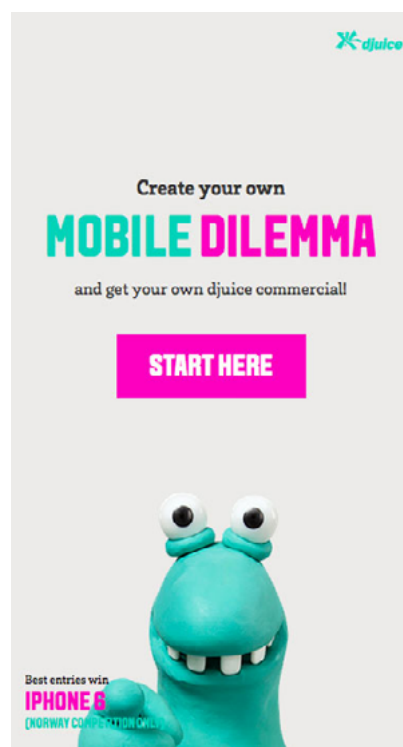 djuice
Create your own
MOBILE DILEMMA
and get your own djuice commercial!
START HERE
Best entries win
IPHONE 6
(NORWAY COMPETITION ONLY)